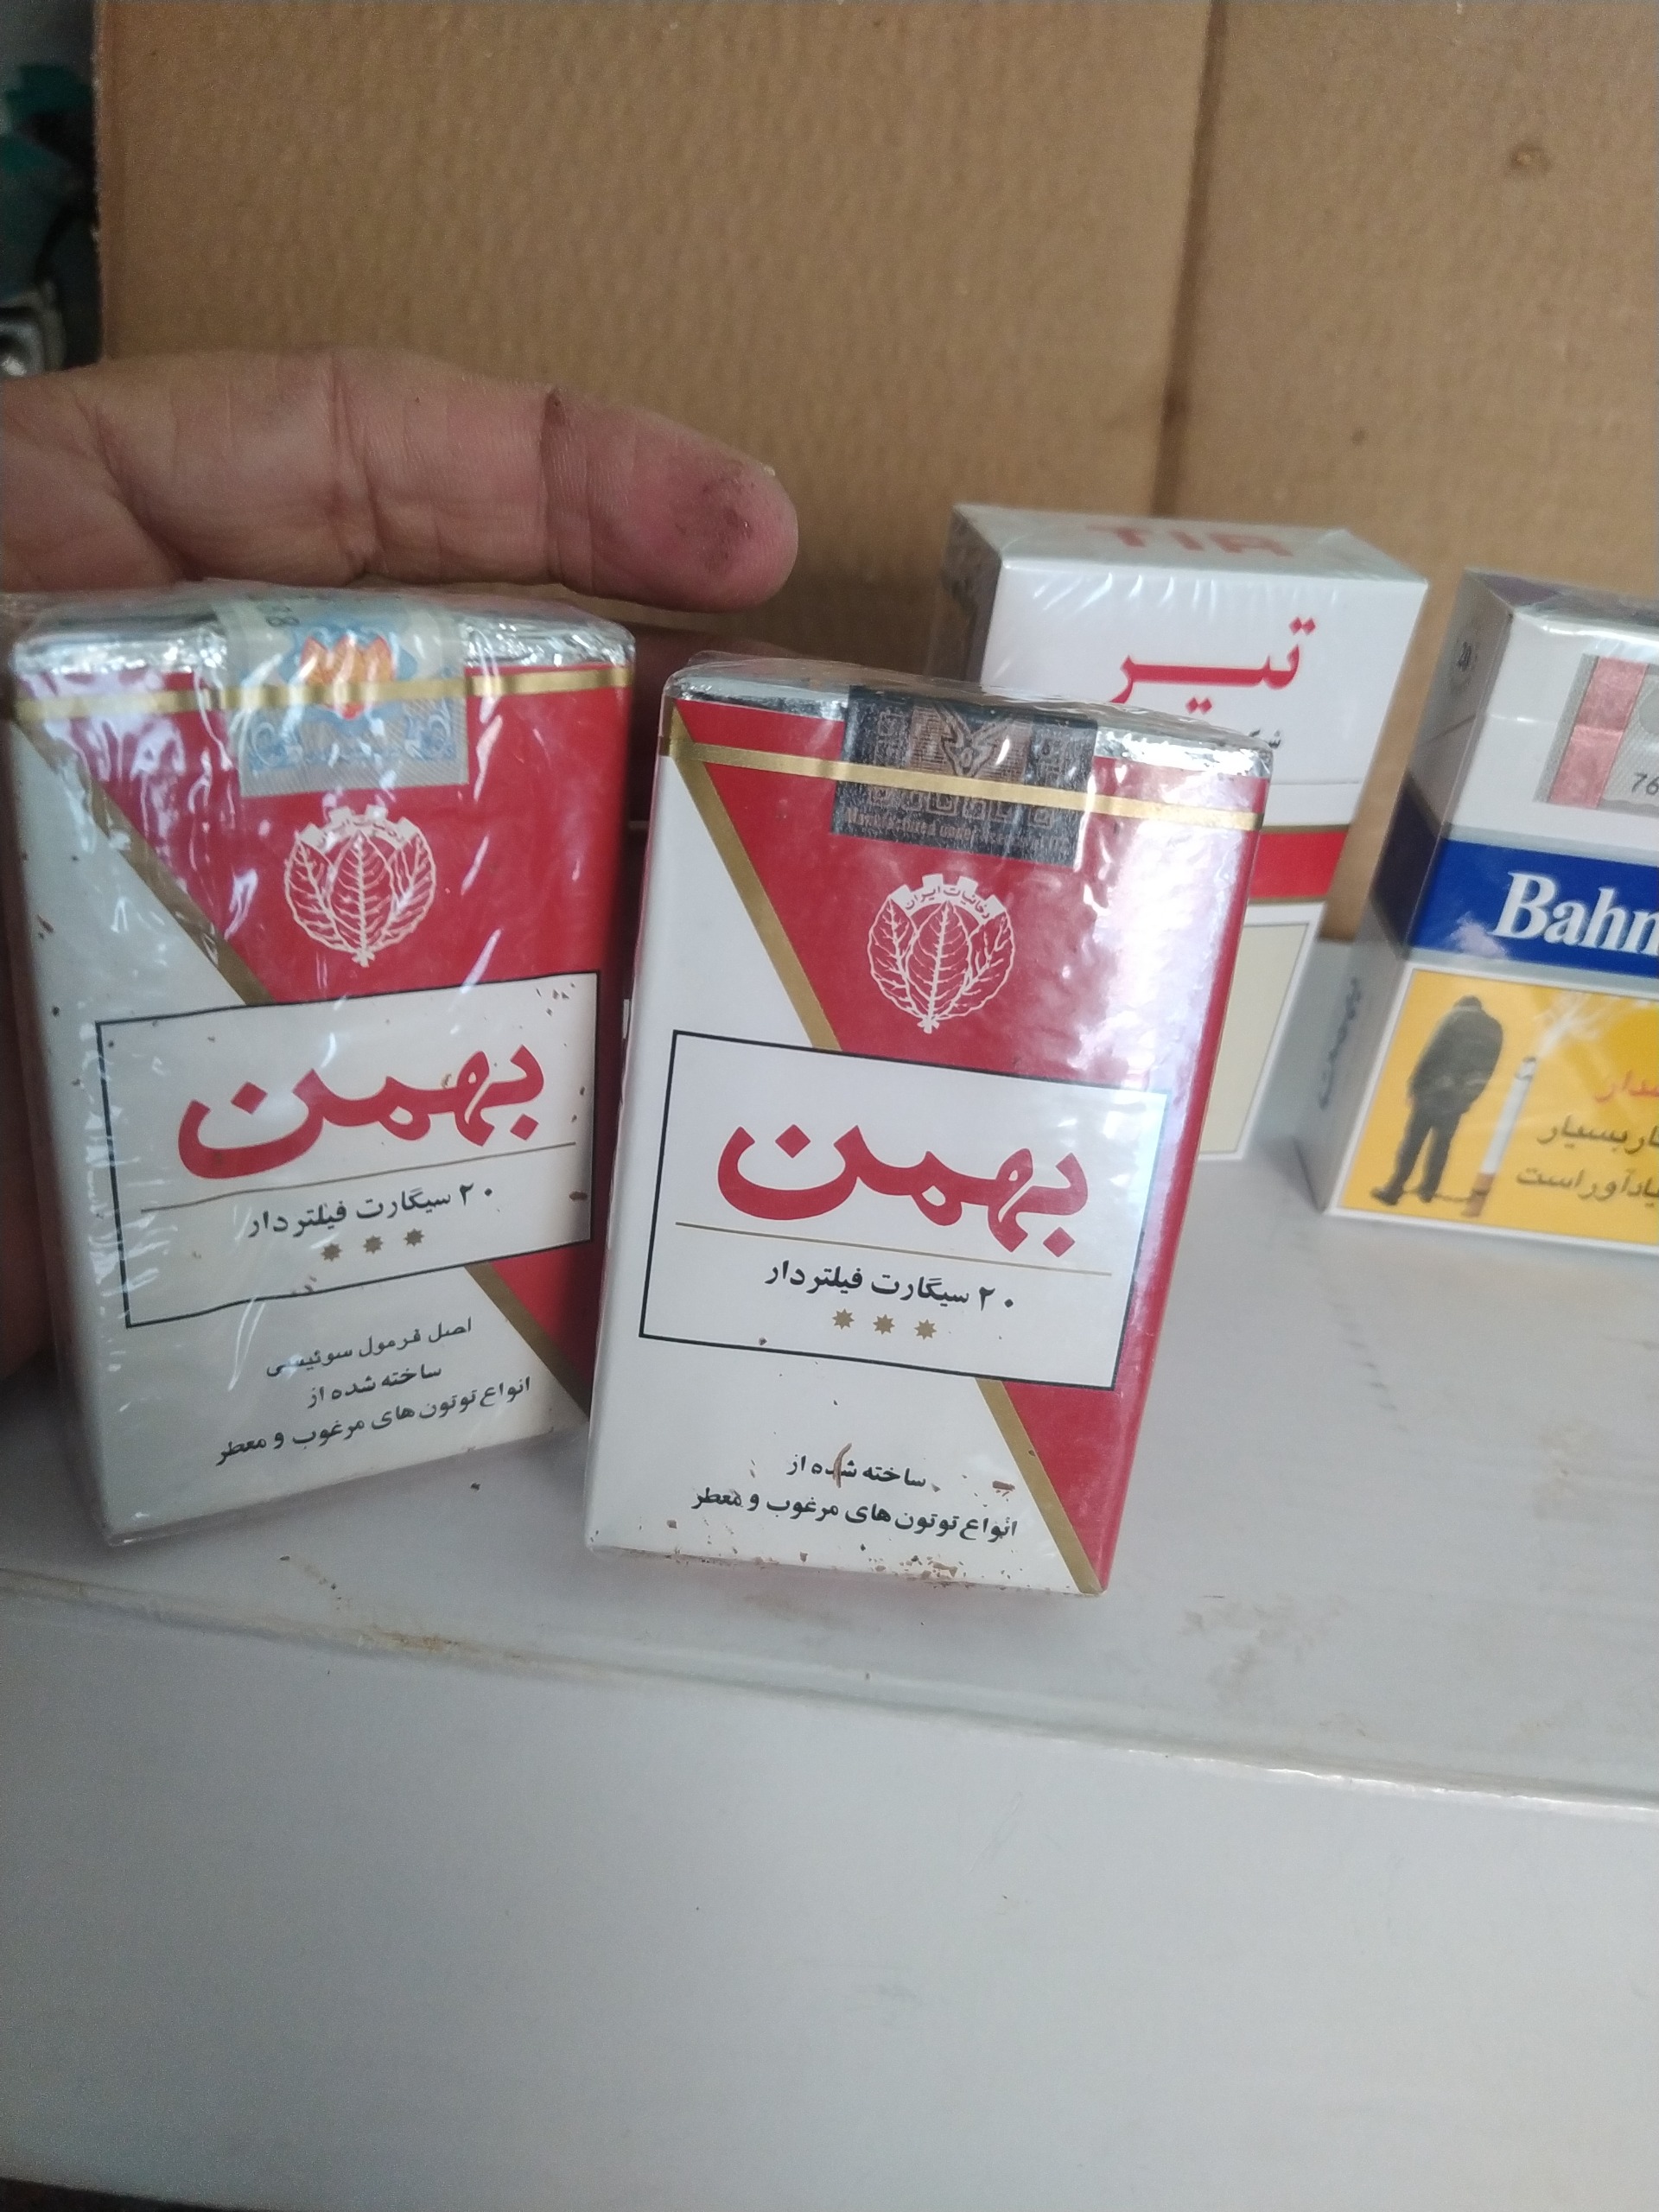 بهمن
۲۰ سیگارت فیلتردار
اصل فرمول سوئیسی
ساخته شده از
انواع توتون های مرغوب و معطر
دخانیات ایران
بهمن
۲۰ سیگارت فیلتردار
ساخته شده از
انواع توتون های مرغوب و معطر
TIR
تیر
76
Bahm